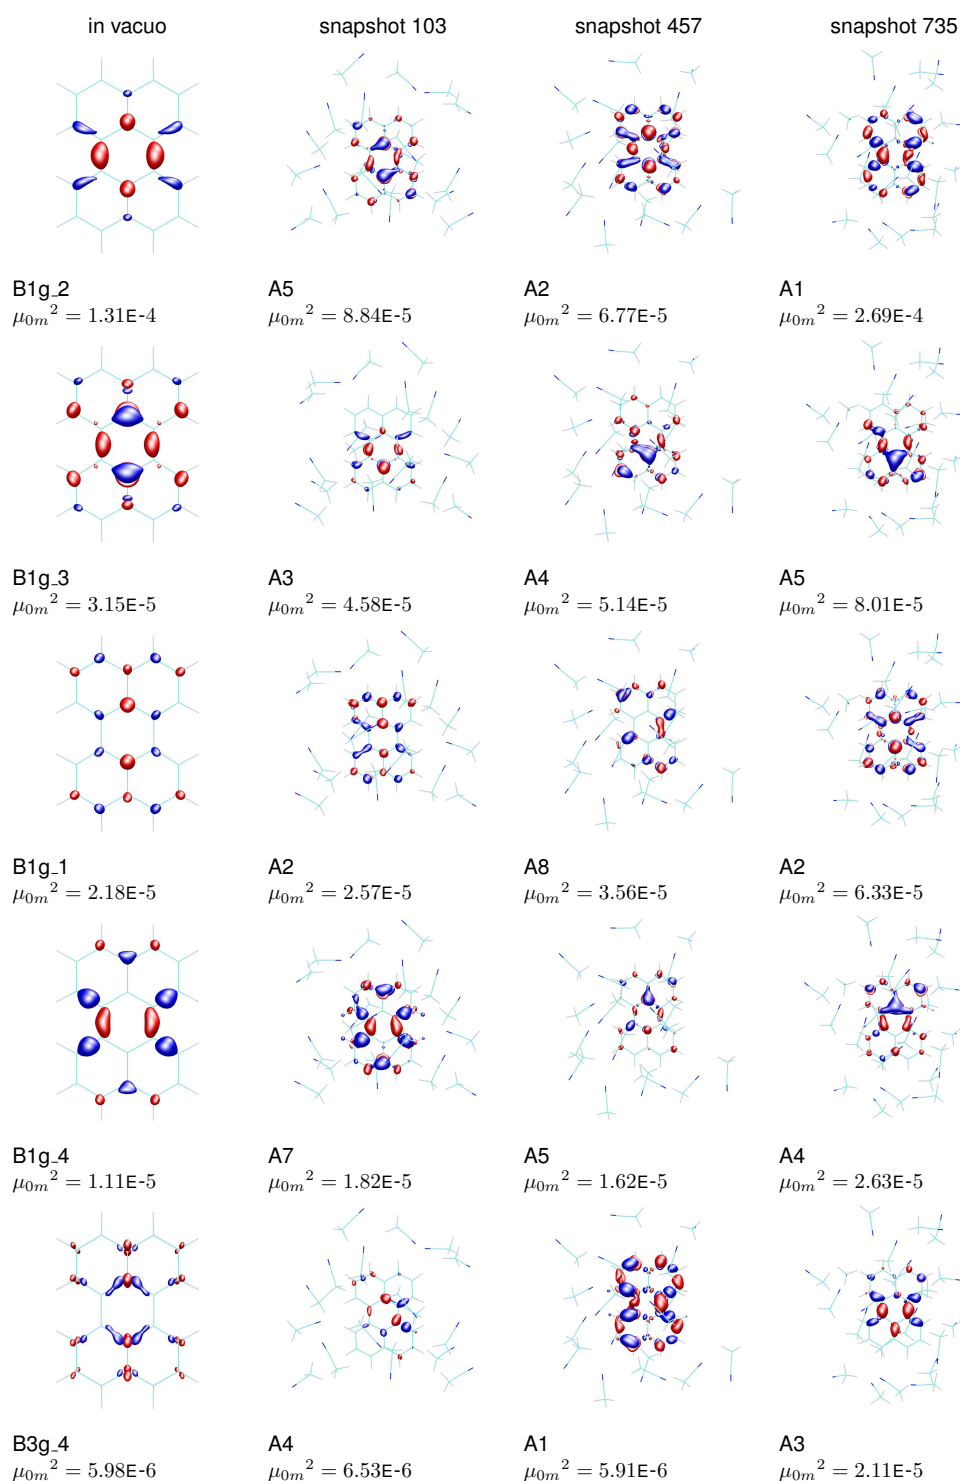 in vacuo snapshot 103 snapshot 457 snapshot 735
B1g_2 A5 A2 A1
μ₀ₘ² = 1.31E-4 μ₀ₘ² = 8.84E-5 μ₀ₘ² = 6.77E-5 μ₀ₘ² = 2.69E-4
B1g_3 A3 A4 A5
μ₀ₘ² = 3.15E-5 μ₀ₘ² = 4.58E-5 μ₀ₘ² = 5.14E-5 μ₀ₘ² = 8.01E-5
B1g_1 A2 A8 A2
μ₀ₘ² = 2.18E-5 μ₀ₘ² = 2.57E-5 μ₀ₘ² = 3.56E-5 μ₀ₘ² = 6.33E-5
B1g_4 A7 A5 A4
μ₀ₘ² = 1.11E-5 μ₀ₘ² = 1.82E-5 μ₀ₘ² = 1.62E-5 μ₀ₘ² = 2.63E-5
B3g_4 A4 A1 A3
μ₀ₘ² = 5.98E-6 μ₀ₘ² = 6.53E-6 μ₀ₘ² = 5.91E-6 μ₀ₘ² = 2.11E-5